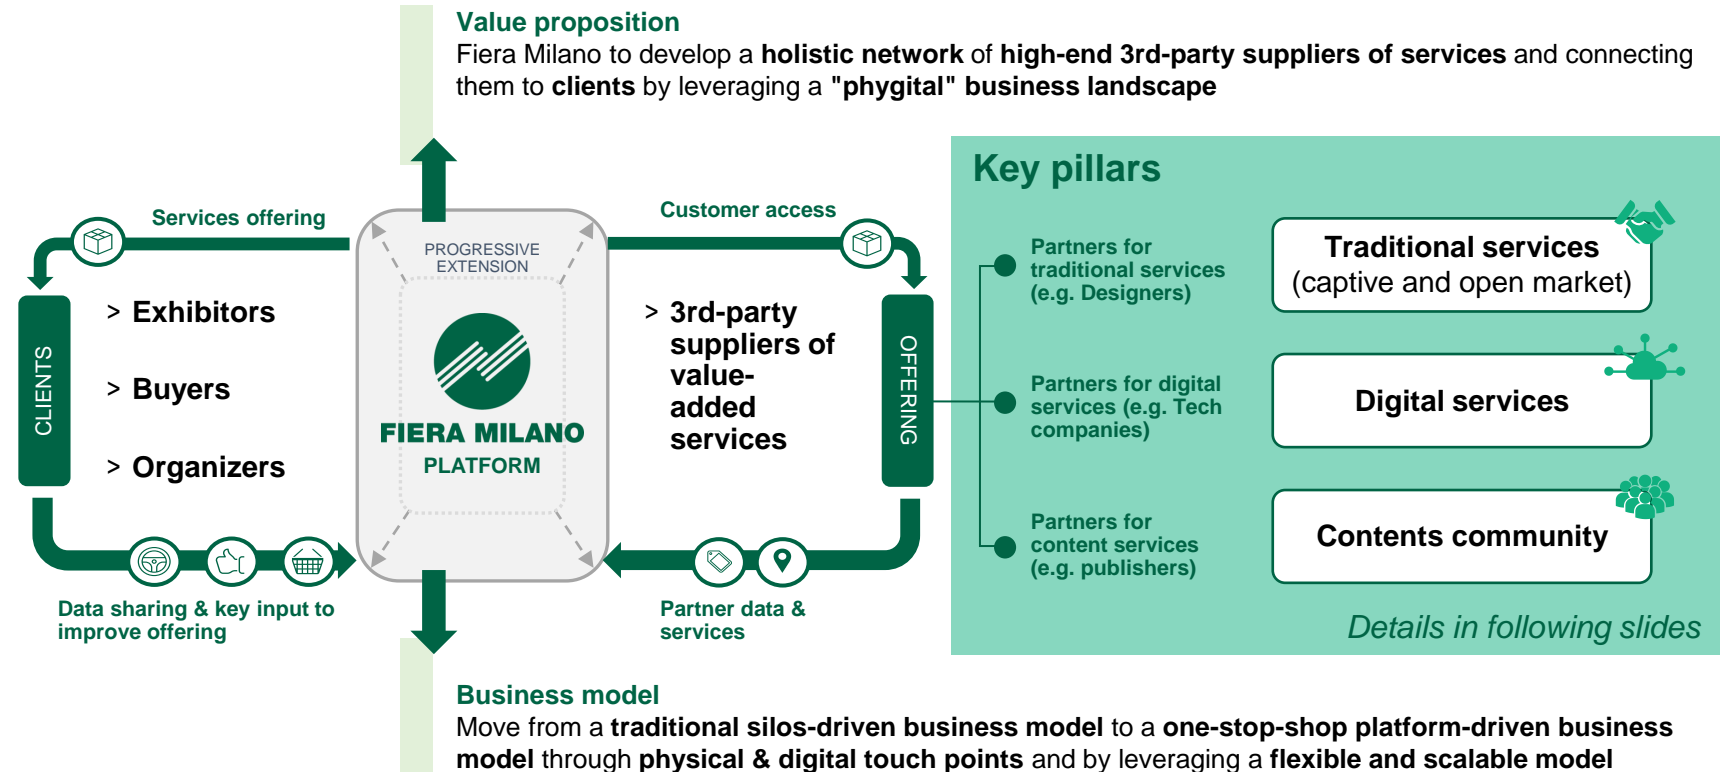 Value proposition
Fiera Milano to develop a holistic network of high-end 3rd-party suppliers of services and connecting
them to clients by leveraging a "phygital" business landscape
Services offering
CLIENTS
> Exhibitors
> Buyers
> Organizers
Data sharing & key input to
improve offering
PROGRESSIVE
EXTENSION
FIERA MILANO
PLATFORM
Customer access
> 3rd-party
suppliers of
value-
added
services
OFFERING
Partner data &
services
Key pillars
Partners for
traditional services
(e.g. Designers)
Traditional services
(captive and open market)
Partners for digital
services (e.g. Tech
companies)
Digital services
Partners for
content services
(e.g. publishers)
Contents community
Details in following slides
Business model
Move from a traditional silos-driven business model to a one-stop-shop platform-driven business
model through physical & digital touch points and by leveraging a flexible and scalable model